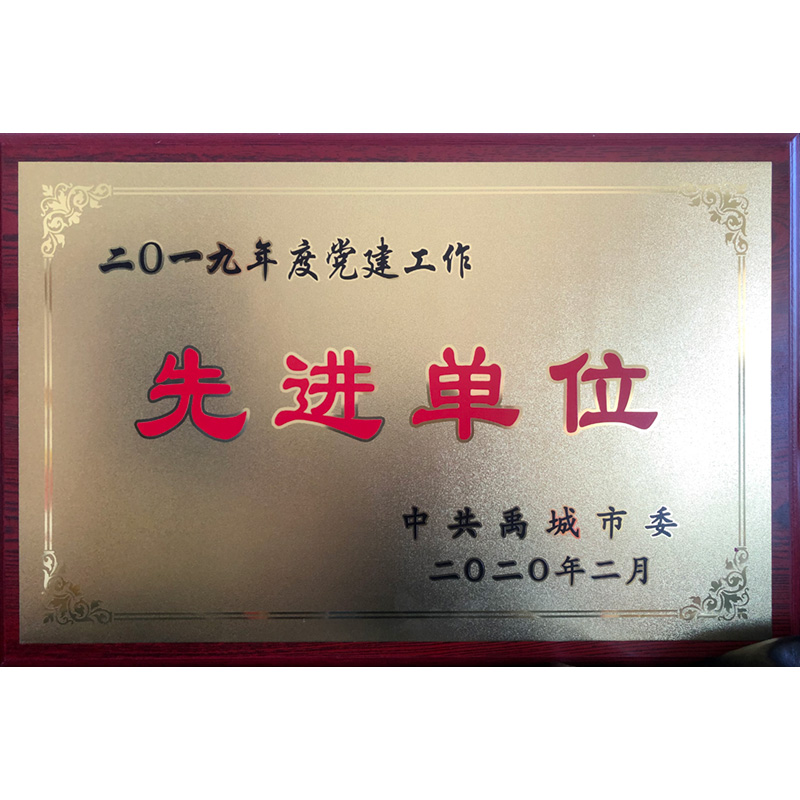 二〇一九年度党建工作
先进单位
中共禹城市委
二〇二〇年二月